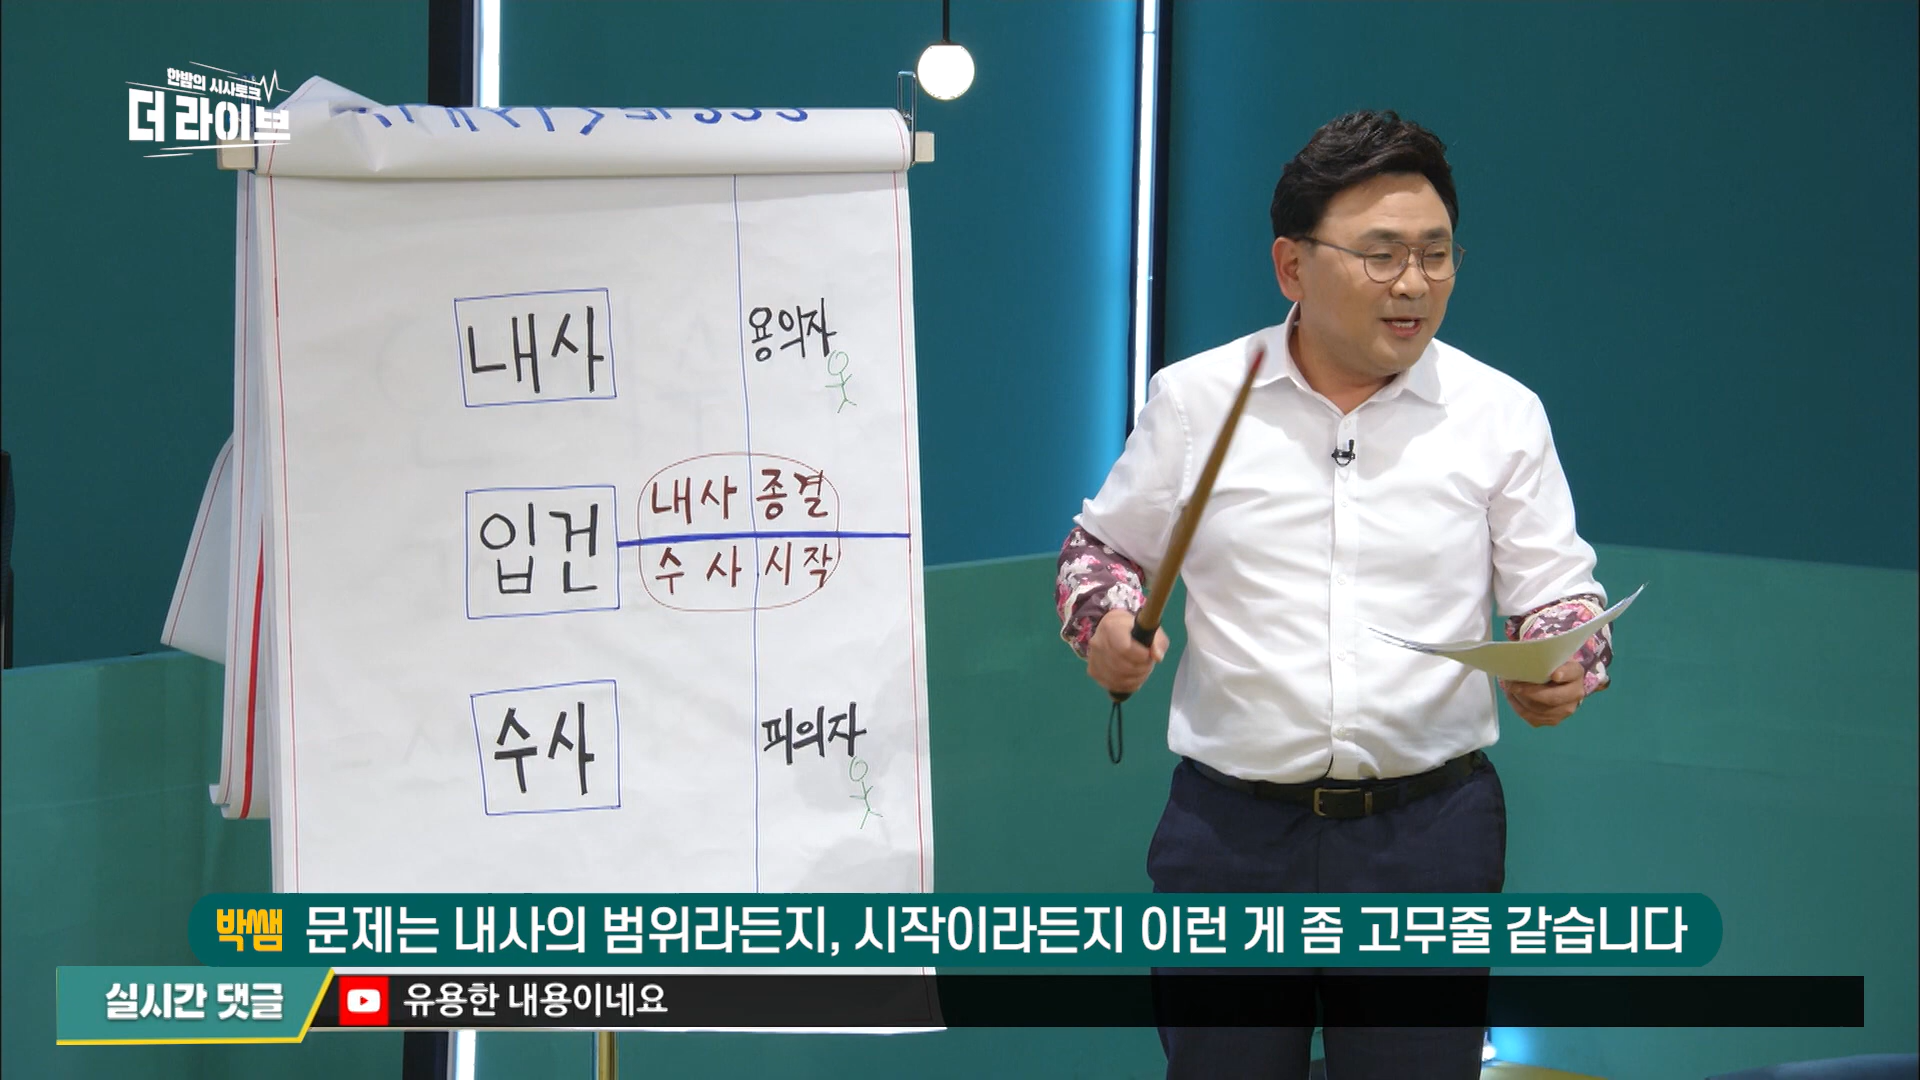 한밤의 시사토크
더 라이브
내사
용의자
입건
내사 종결
수사 시작
수사
피의자
박쌤 문제는 내사의 범위라든지, 시작이라든지 이런 게 좀 고무줄 같습니다
실시간 댓글 유용한 내용이네요